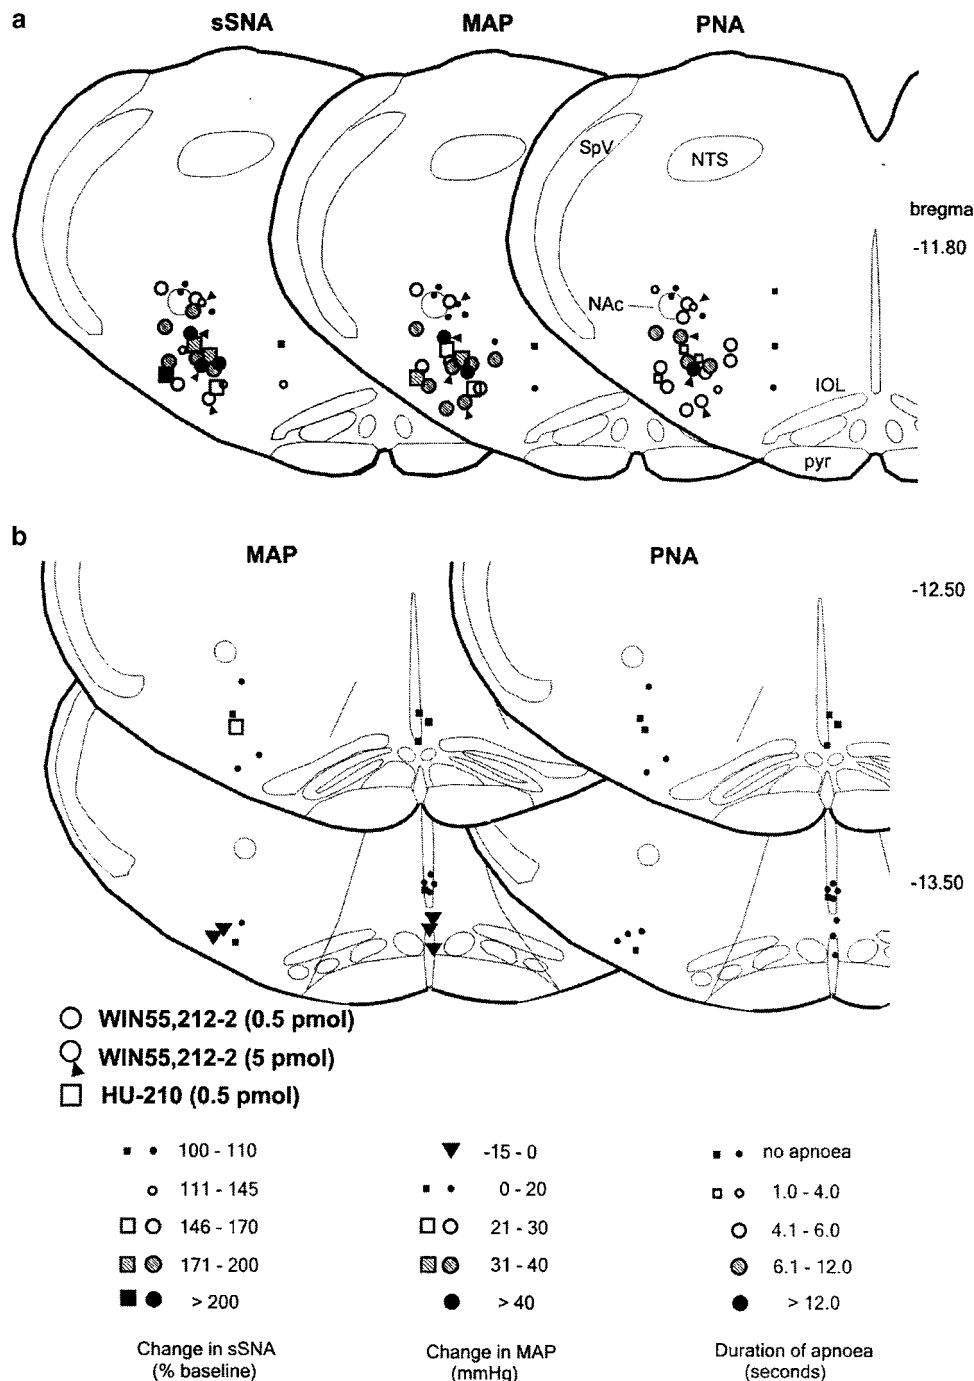 a
sSNA MAP PNA
SpV NTS
bregma
-11.80
NAc
IOL
pyr
b
MAP PNA
-12.50
-13.50
WIN55,212-2 (0.5 pmol)
WIN55,212-2 (5 pmol)
HU-210 (0.5 pmol)
100 - 110
111 - 145
146 - 170
171 - 200
> 200
Change in sSNA
(% baseline)
-15 - 0
0 - 20
21 - 30
31 - 40
> 40
Change in MAP
(mmHg)
no apnoea
1.0 - 4.0
4.1 - 6.0
6.1 - 12.0
> 12.0
Duration of apnoea
(seconds)